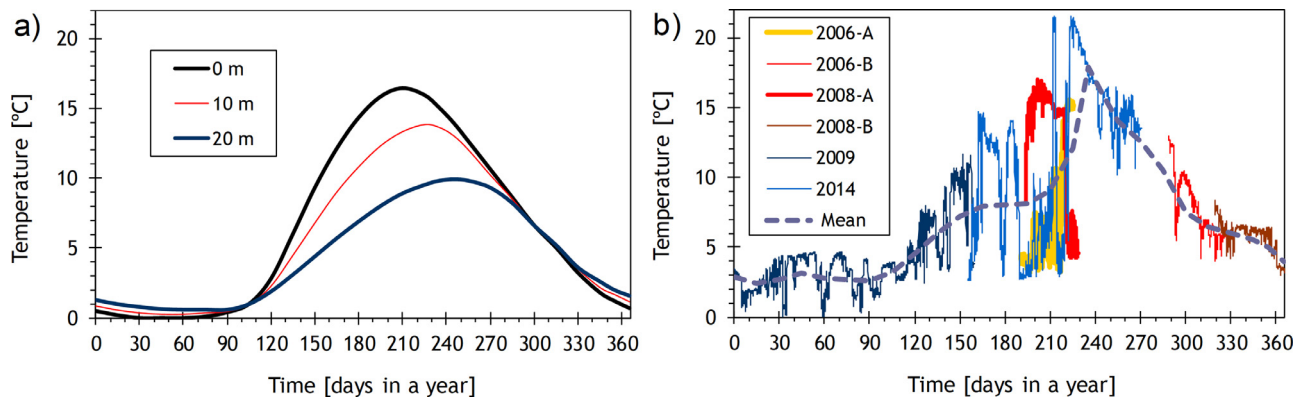 a)
Temperature [ºC]
20
15
10
5
0
0 m
10 m
20 m
0 30 60 90 120 150 180 210 240 270 300 330 360
Time [days in a year]
b)
Temperature [ºC]
20
15
10
5
0
2006-A
2006-B
2008-A
2008-B
2009
2014
Mean
0 30 60 90 120 150 180 210 240 270 300 330 360
Time [days in a year]